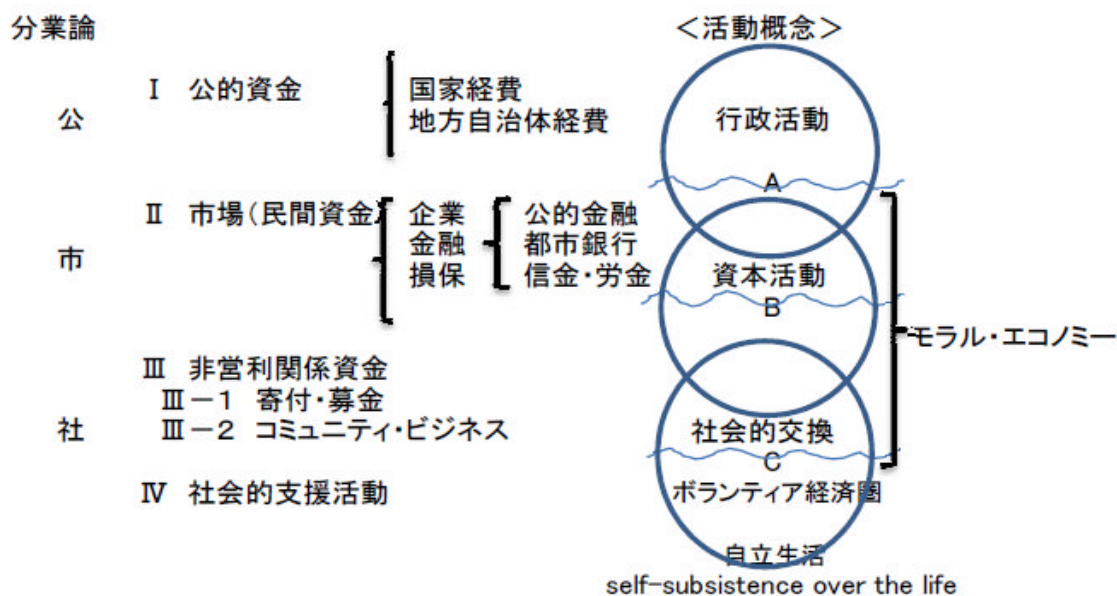 分業論
<活動概念>
公
Ⅰ 公的資金
国家経費
地方自治体経費
行政活動
A
市
Ⅱ 市場(民間資金)
企業
金融
損保
公的金融
都市銀行
信金・労金
資本活動
B
モラル・エコノミー
社
Ⅲ 非営利関係資金
Ⅲ－1 寄付・募金
Ⅲ－2 コミュニティ・ビジネス
社会的交換
C
Ⅳ 社会的支援活動
ボランティア経済圏
自立生活
self-subsistence over the life